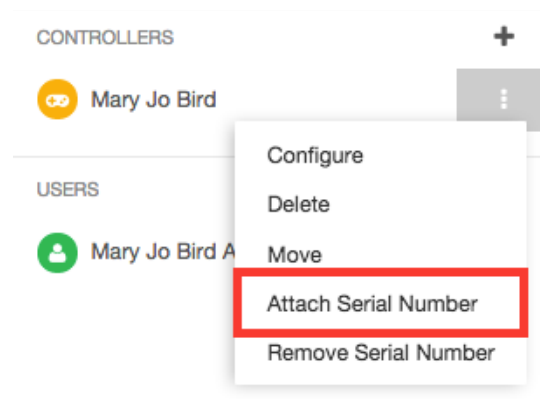 CONTROLLERS
Mary Jo Bird
Configure
USERS
Delete
Mary Jo Bird A
Move
Attach Serial Number
Remove Serial Number